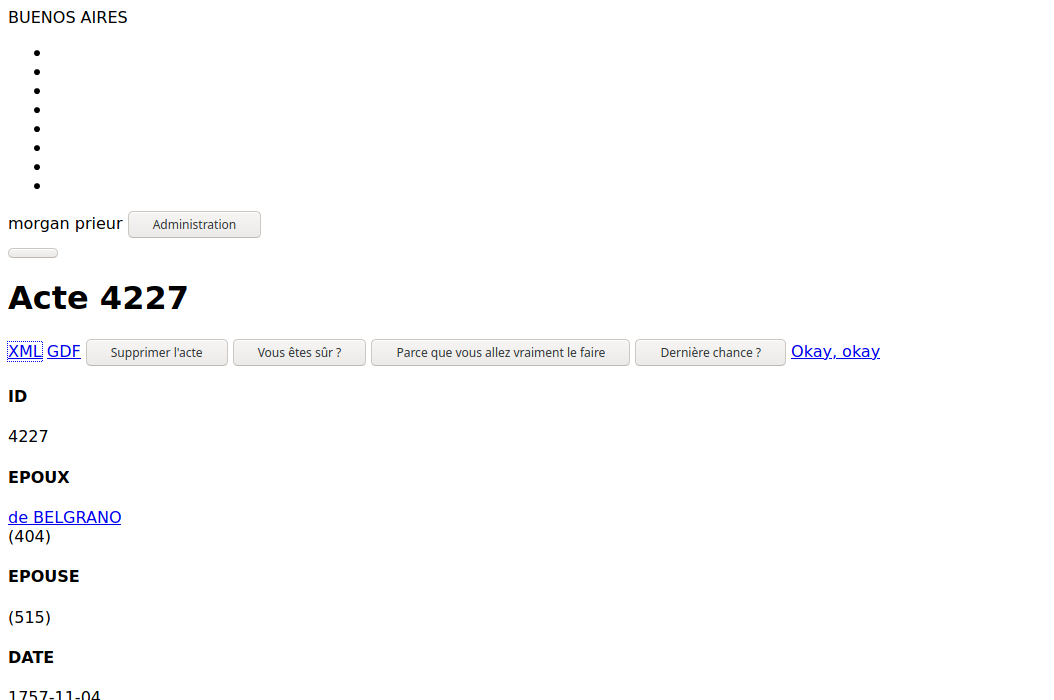 BUENOS AIRES
morgan prieur Administration
Acte 4227
XML GDF Supprimer l'acte Vous êtes sûr ? Parce que vous allez vraiment le faire Dernière chance ? Okay, okay
ID
4227
EPOUX
de BELGRANO
(404)
EPOUSE
(515)
DATE
1757-11-04